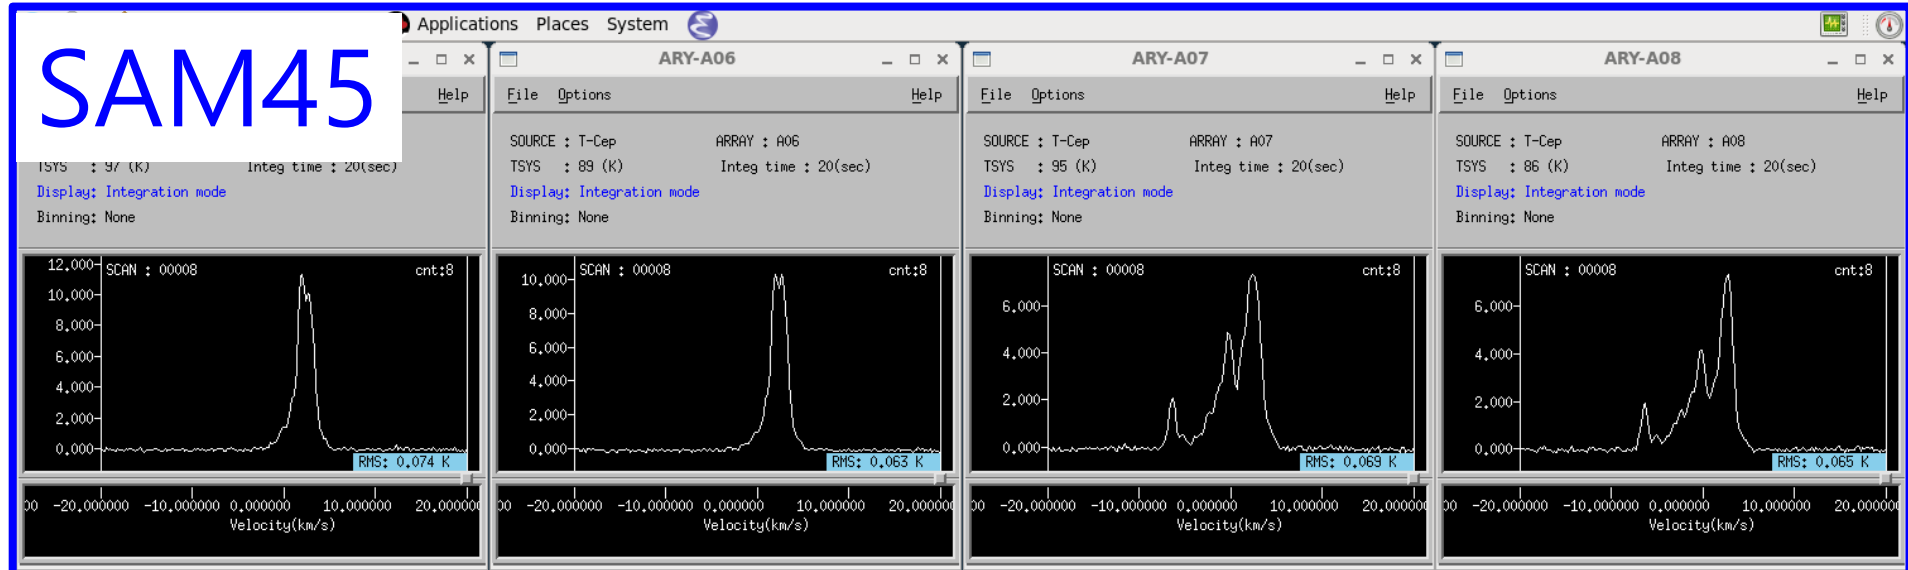 Applications Places System
SAM45
Help
TSYS : 97 (K) Integ time : 20(sec)
Display: Integration mode
Binning: None
SCAN : 00008 cnt:8
12.000
10.000
8.000
6.000
4.000
2.000
0.000
RMS: 0.074 K
00 -20.000000 -10.000000 0.000000 10.000000 20.000000
Velocity(km/s)
ARY-A06
File Options Help
SOURCE : T-Cep ARRAY : A06
TSYS : 89 (K) Integ time : 20(sec)
Display: Integration mode
Binning: None
SCAN : 00008 cnt:8
10.000
8.000
6.000
4.000
2.000
0.000
RMS: 0.063 K
00 -20.000000 -10.000000 0.000000 10.000000 20.000000
Velocity(km/s)
ARY-A07
File Options Help
SOURCE : T-Cep ARRAY : A07
TSYS : 95 (K) Integ time : 20(sec)
Display: Integration mode
Binning: None
SCAN : 00008 cnt:8
6.000
4.000
2.000
0.000
RMS: 0.069 K
00 -20.000000 -10.000000 0.000000 10.000000 20.000000
Velocity(km/s)
ARY-A08
File Options Help
SOURCE : T-Cep ARRAY : A08
TSYS : 86 (K) Integ time : 20(sec)
Display: Integration mode
Binning: None
SCAN : 00008 cnt:8
6.000
4.000
2.000
0.000
RMS: 0.065 K
00 -20.000000 -10.000000 0.000000 10.000000 20.000000
Velocity(km/s)